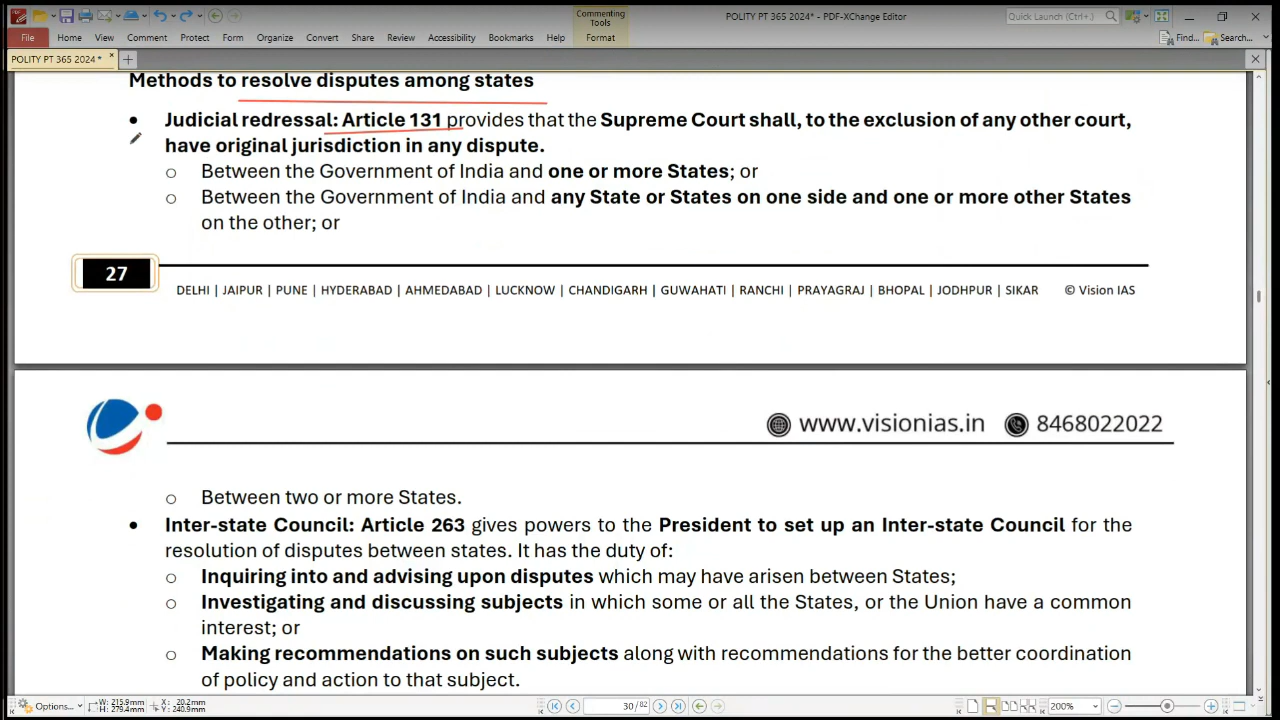 Commenting
Tools
POLITY PT 365 2024* - PDF-XChange Editor
Quick Launch (Ctrl+.)
File Home View Comment Protect Form Organize Convert Share Review Accessibility Bookmarks Help Format Find... Search...
POLITY PT 365 2024 *
Methods to resolve disputes among states
• Judicial redressal: Article 131 provides that the Supreme Court shall, to the exclusion of any other court,
have original jurisdiction in any dispute.
o Between the Government of India and one or more States; or
o Between the Government of India and any State or States on one side and one or more other States
on the other; or
27
DELHI | JAIPUR | PUNE | HYDERABAD | AHMEDABAD | LUCKNOW | CHANDIGARH | GUWAHATI | RANCHI | PRAYAGRAJ | BHOPAL | JODHPUR | SIKAR © Vision IAS
www.visionias.in 8468022022
o Between two or more States.
• Inter-state Council: Article 263 gives powers to the President to set up an Inter-state Council for the
resolution of disputes between states. It has the duty of:
o Inquiring into and advising upon disputes which may have arisen between States;
o Investigating and discussing subjects in which some or all the States, or the Union have a common
interest; or
o Making recommendations on such subjects along with recommendations for the better coordination
of policy and action to that subject.
Options... W: 215.9mm X: 20.2mm 30 / 82 200%
H: 279.4mm Y: 240.9mm